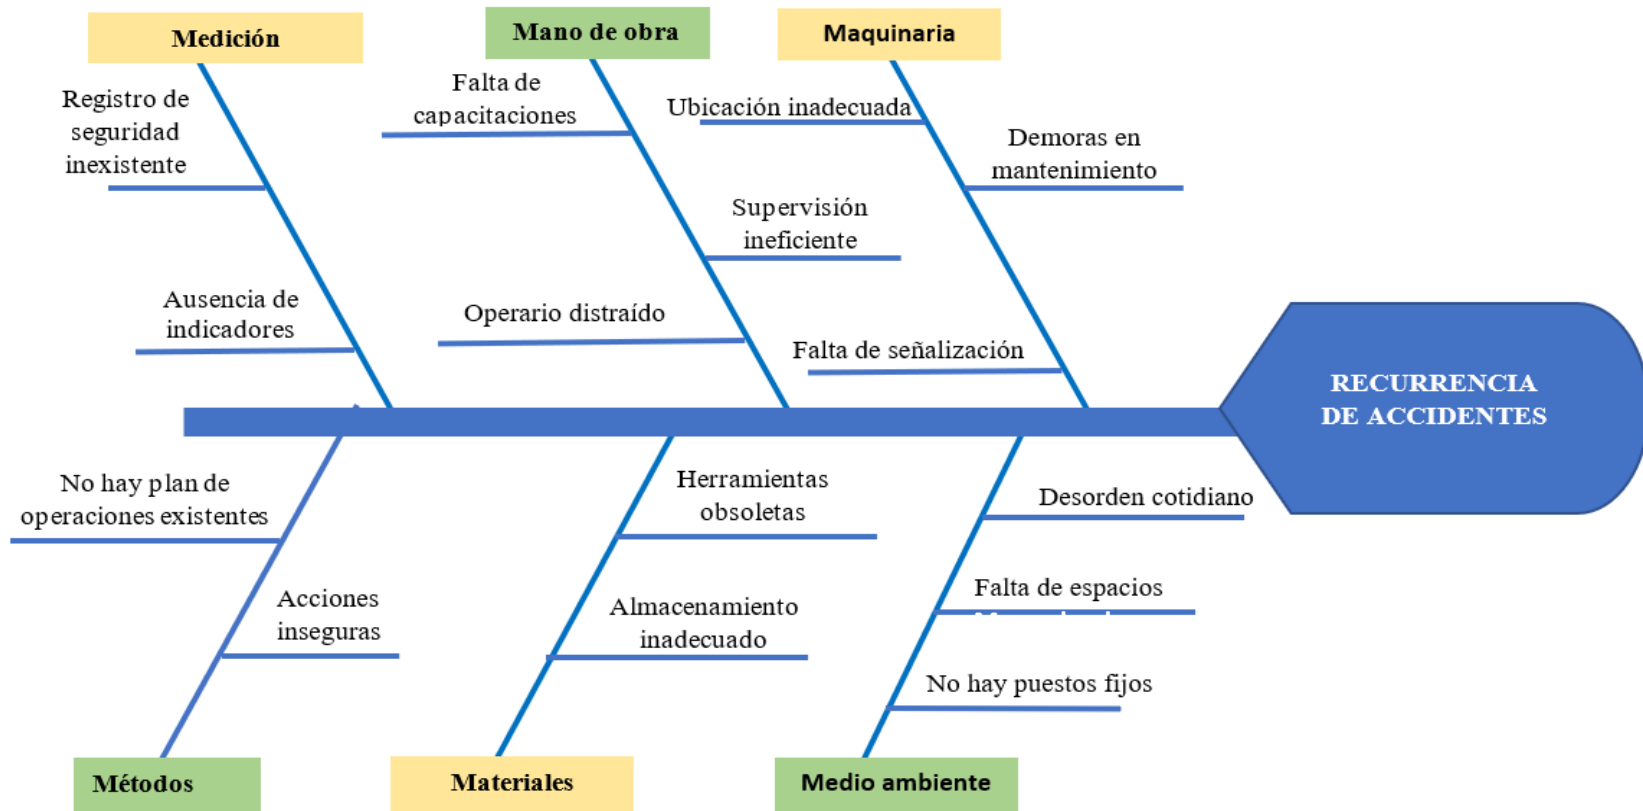 Medición
Mano de obra
Maquinaria
Registro de
seguridad
inexistente
Falta de
capacitaciones
Ubicación inadecuada
Demoras en
mantenimiento
Supervisión
ineficiente
Ausencia de
indicadores
Operario distraído
Falta de señalización
RECURRENCIA
DE ACCIDENTES
No hay plan de
operaciones existentes
Herramientas
obsoletas
Desorden cotidiano
Acciones
inseguras
Almacenamiento
inadecuado
Falta de espacios
No hay puestos fijos
Métodos
Materiales
Medio ambiente